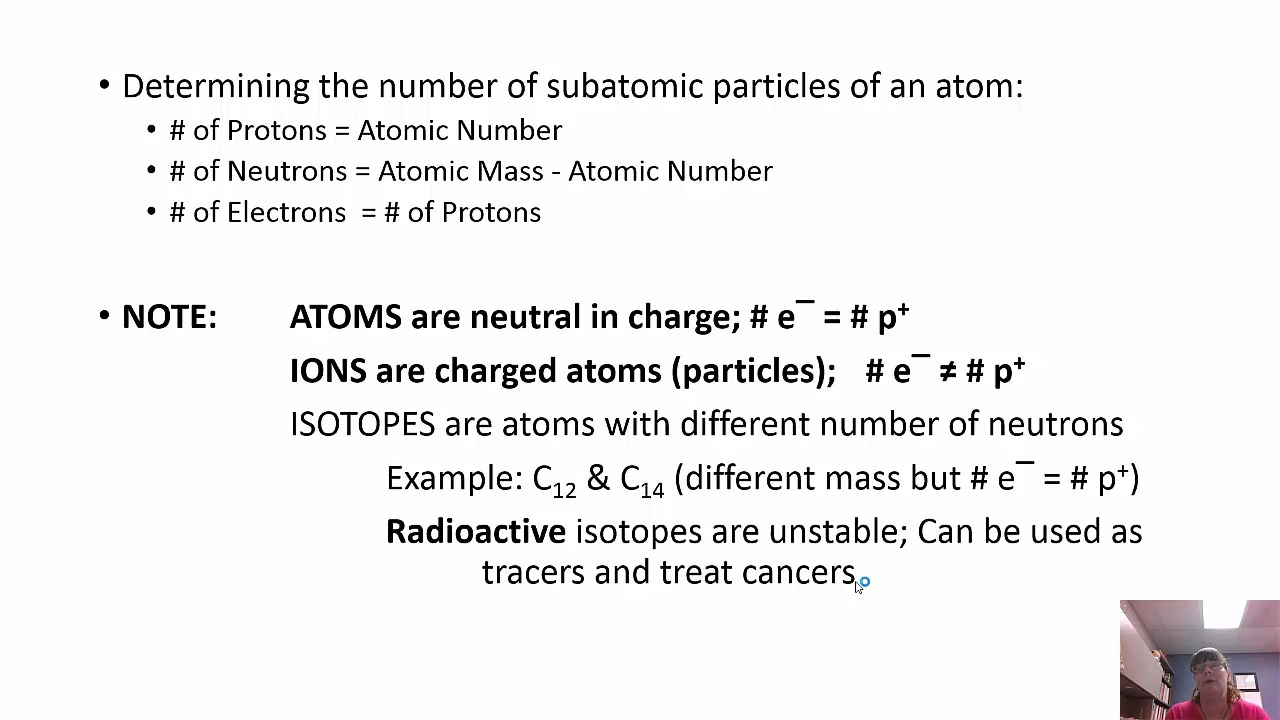 • Determining the number of subatomic particles of an atom:
• # of Protons = Atomic Number
• # of Neutrons = Atomic Mass - Atomic Number
• # of Electrons  = # of Protons
• NOTE: ATOMS are neutral in charge; # e¯ = # p⁺
IONS are charged atoms (particles);   # e¯ ≠ # p⁺
ISOTOPES are atoms with different number of neutrons
Example: C₁₂ & C₁₄ (different mass but # e¯ = # p⁺)
Radioactive isotopes are unstable; Can be used as
tracers and treat cancers.